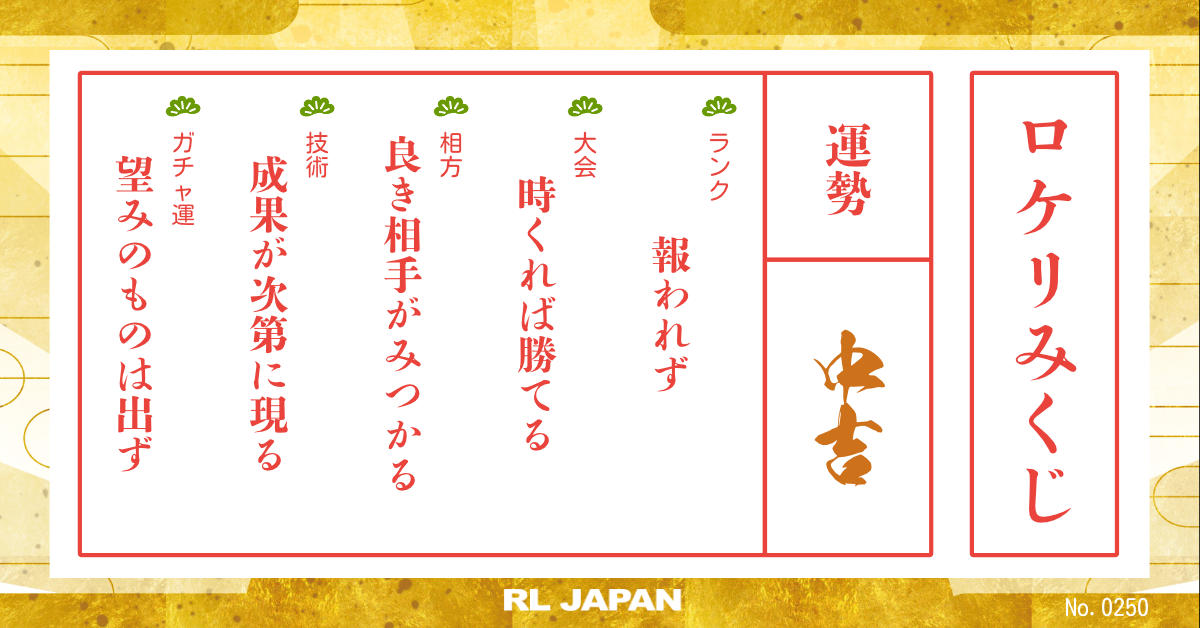 ロケリみくじ
運勢
中吉
ランク
報われず
大会
時くれば勝てる
相方
良き相手がみつかる
技術
成果が次第に現る
ガチャ運
望みのものは出ず
RL JAPAN
No. 0250